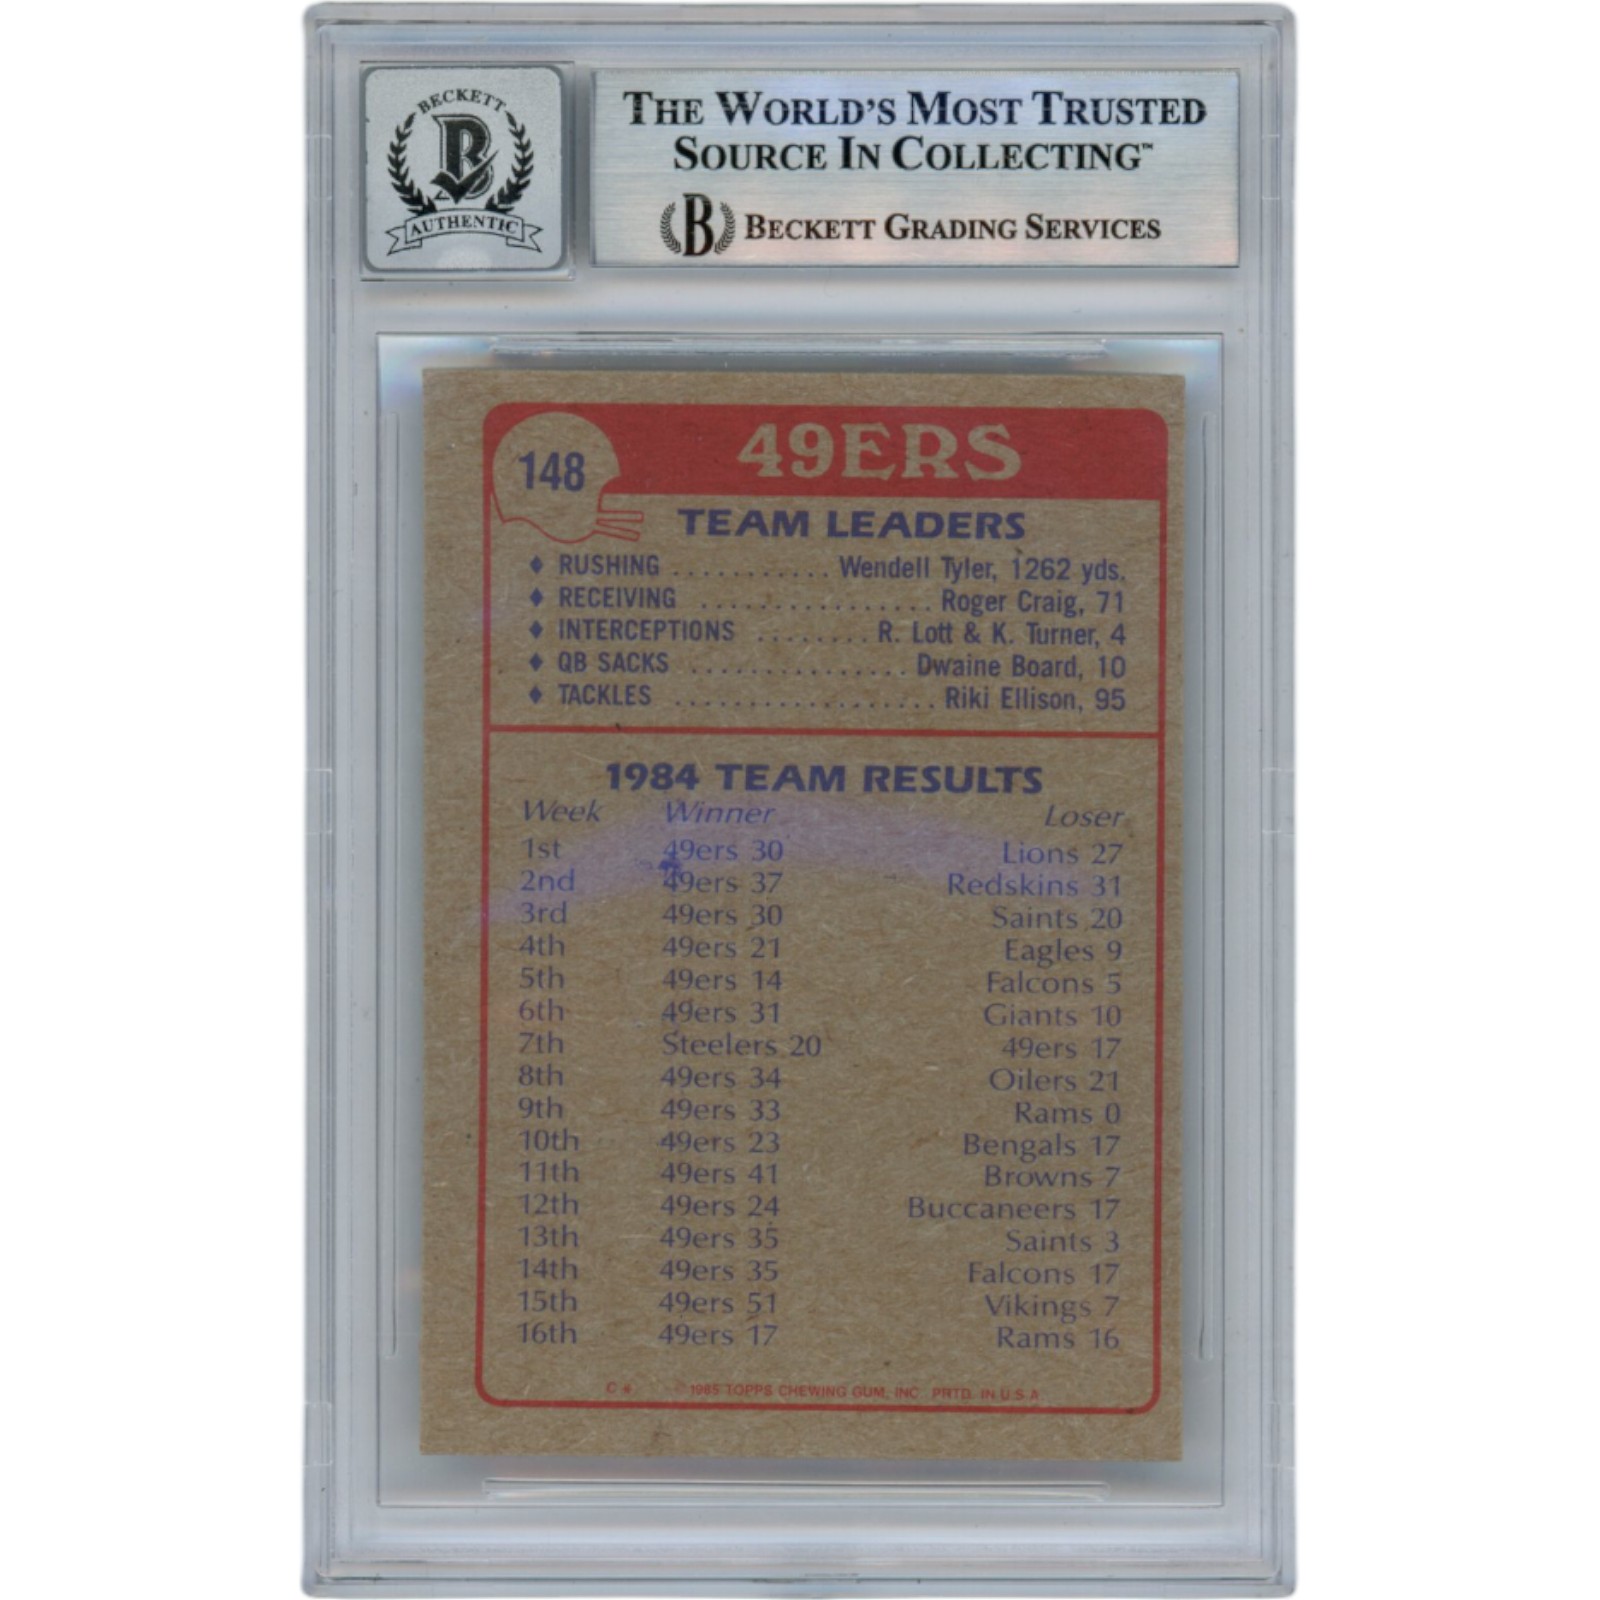 BECKETT
B
AUTHENTIC
THE WORLD'S MOST TRUSTED
SOURCE IN COLLECTING™
B BECKETT GRADING SERVICES
148
49ERS
TEAM LEADERS
♦ RUSHING ........... Wendell Tyler, 1262 yds.
♦ RECEIVING ................ Roger Craig, 71
♦ INTERCEPTIONS ........ R. Lott & K. Turner, 4
♦ QB SACKS ............... Dwaine Board, 10
♦ TACKLES .................. Riki Ellison, 95
1984 TEAM RESULTS
Week Winner Loser
1st 49ers 30 Lions 27
2nd 49ers 37 Redskins 31
3rd 49ers 30 Saints 20
4th 49ers 21 Eagles 9
5th 49ers 14 Falcons 5
6th 49ers 31 Giants 10
7th Steelers 20 49ers 17
8th 49ers 34 Oilers 21
9th 49ers 33 Rams 0
10th 49ers 23 Bengals 17
11th 49ers 41 Browns 7
12th 49ers 24 Buccaneers 17
13th 49ers 35 Saints 3
14th 49ers 35 Falcons 17
15th 49ers 51 Vikings 7
16th 49ers 17 Rams 16
C * © 1985 TOPPS CHEWING GUM, INC. PRTD. IN U.S.A.